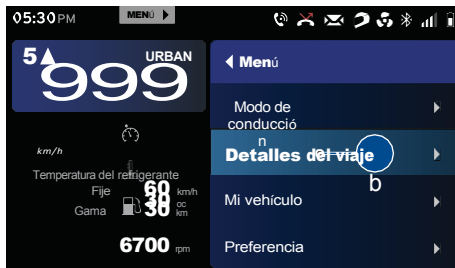 05:30PM
MENú
5
URBAN
999
km/h
Temperatura del refrigerante
Fije 60 km/h
Gama 30 km
oc
6700 rpm
Menú
Modo de
conducció
n
Detalles del viaje
b
Mi vehículo
Preferencia